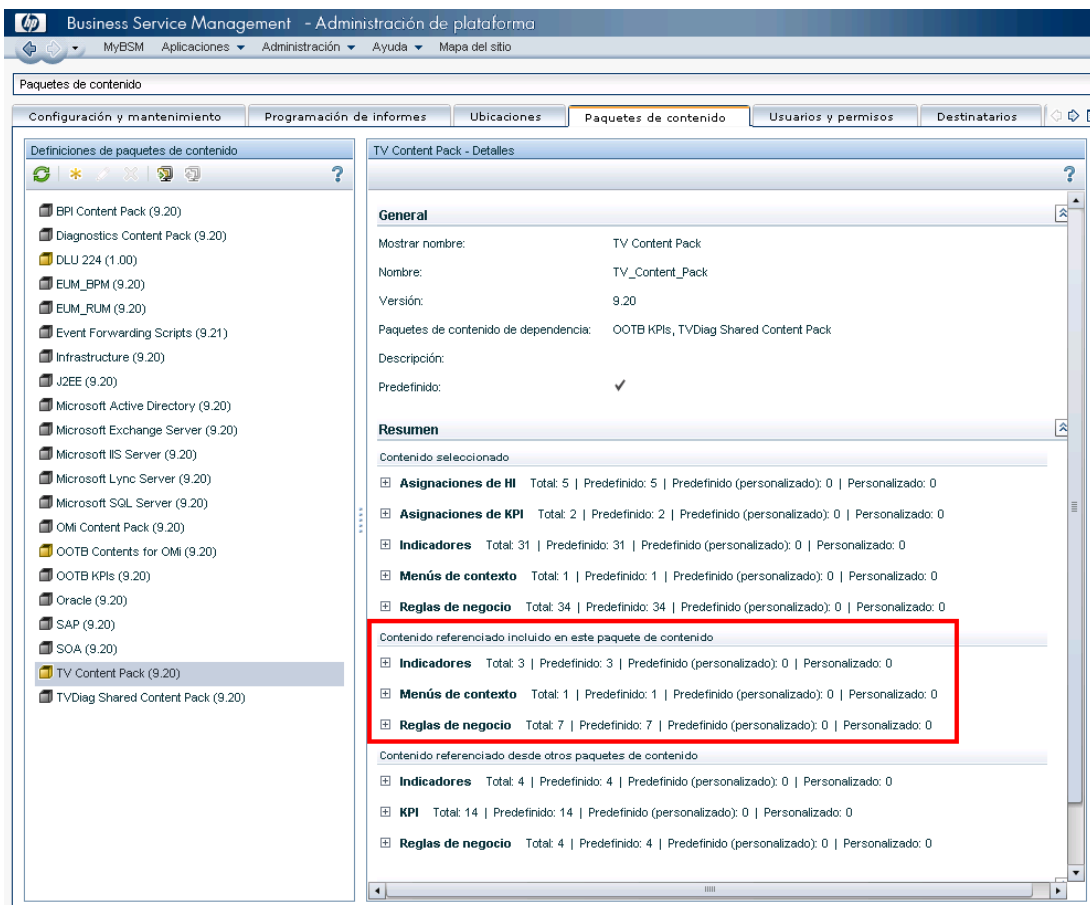 hp Business Service Management - Administración de plataforma
MyBSM Aplicaciones Administración Ayuda Mapa del sitio
Paquetes de contenido
Configuración y mantenimiento Programación de informes Ubicaciones Paquetes de contenido Usuarios y permisos Destinatarios
Definiciones de paquetes de contenido
?
BPI Content Pack (9.20)
Diagnostics Content Pack (9.20)
DLU 224 (1.00)
EUM_BPM (9.20)
EUM_RUM (9.20)
Event Forwarding Scripts (9.21)
Infrastructure (9.20)
J2EE (9.20)
Microsoft Active Directory (9.20)
Microsoft Exchange Server (9.20)
Microsoft IIS Server (9.20)
Microsoft Lync Server (9.20)
Microsoft SQL Server (9.20)
OMi Content Pack (9.20)
OOTB Contents for OMi (9.20)
OOTB KPIs (9.20)
Oracle (9.20)
SAP (9.20)
SOA (9.20)
TV Content Pack (9.20)
TVDiag Shared Content Pack (9.20)
TV Content Pack - Detalles
?
General
Mostrar nombre: TV Content Pack
Nombre: TV_Content_Pack
Versión: 9.20
Paquetes de contenido de dependencia: OOTB KPIs, TVDiag Shared Content Pack
Descripción:
Predefinido: ✓
Resumen
Contenido seleccionado
Asignaciones de HI Total: 5 | Predefinido: 5 | Predefinido (personalizado): 0 | Personalizado: 0
Asignaciones de KPI Total: 2 | Predefinido: 2 | Predefinido (personalizado): 0 | Personalizado: 0
Indicadores Total: 31 | Predefinido: 31 | Predefinido (personalizado): 0 | Personalizado: 0
Menús de contexto Total: 1 | Predefinido: 1 | Predefinido (personalizado): 0 | Personalizado: 0
Reglas de negocio Total: 34 | Predefinido: 34 | Predefinido (personalizado): 0 | Personalizado: 0
Contenido referenciado incluido en este paquete de contenido
Indicadores Total: 3 | Predefinido: 3 | Predefinido (personalizado): 0 | Personalizado: 0
Menús de contexto Total: 1 | Predefinido: 1 | Predefinido (personalizado): 0 | Personalizado: 0
Reglas de negocio Total: 7 | Predefinido: 7 | Predefinido (personalizado): 0 | Personalizado: 0
Contenido referenciado desde otros paquetes de contenido
Indicadores Total: 4 | Predefinido: 4 | Predefinido (personalizado): 0 | Personalizado: 0
KPI Total: 14 | Predefinido: 14 | Predefinido (personalizado): 0 | Personalizado: 0
Reglas de negocio Total: 4 | Predefinido: 4 | Predefinido (personalizado): 0 | Personalizado: 0